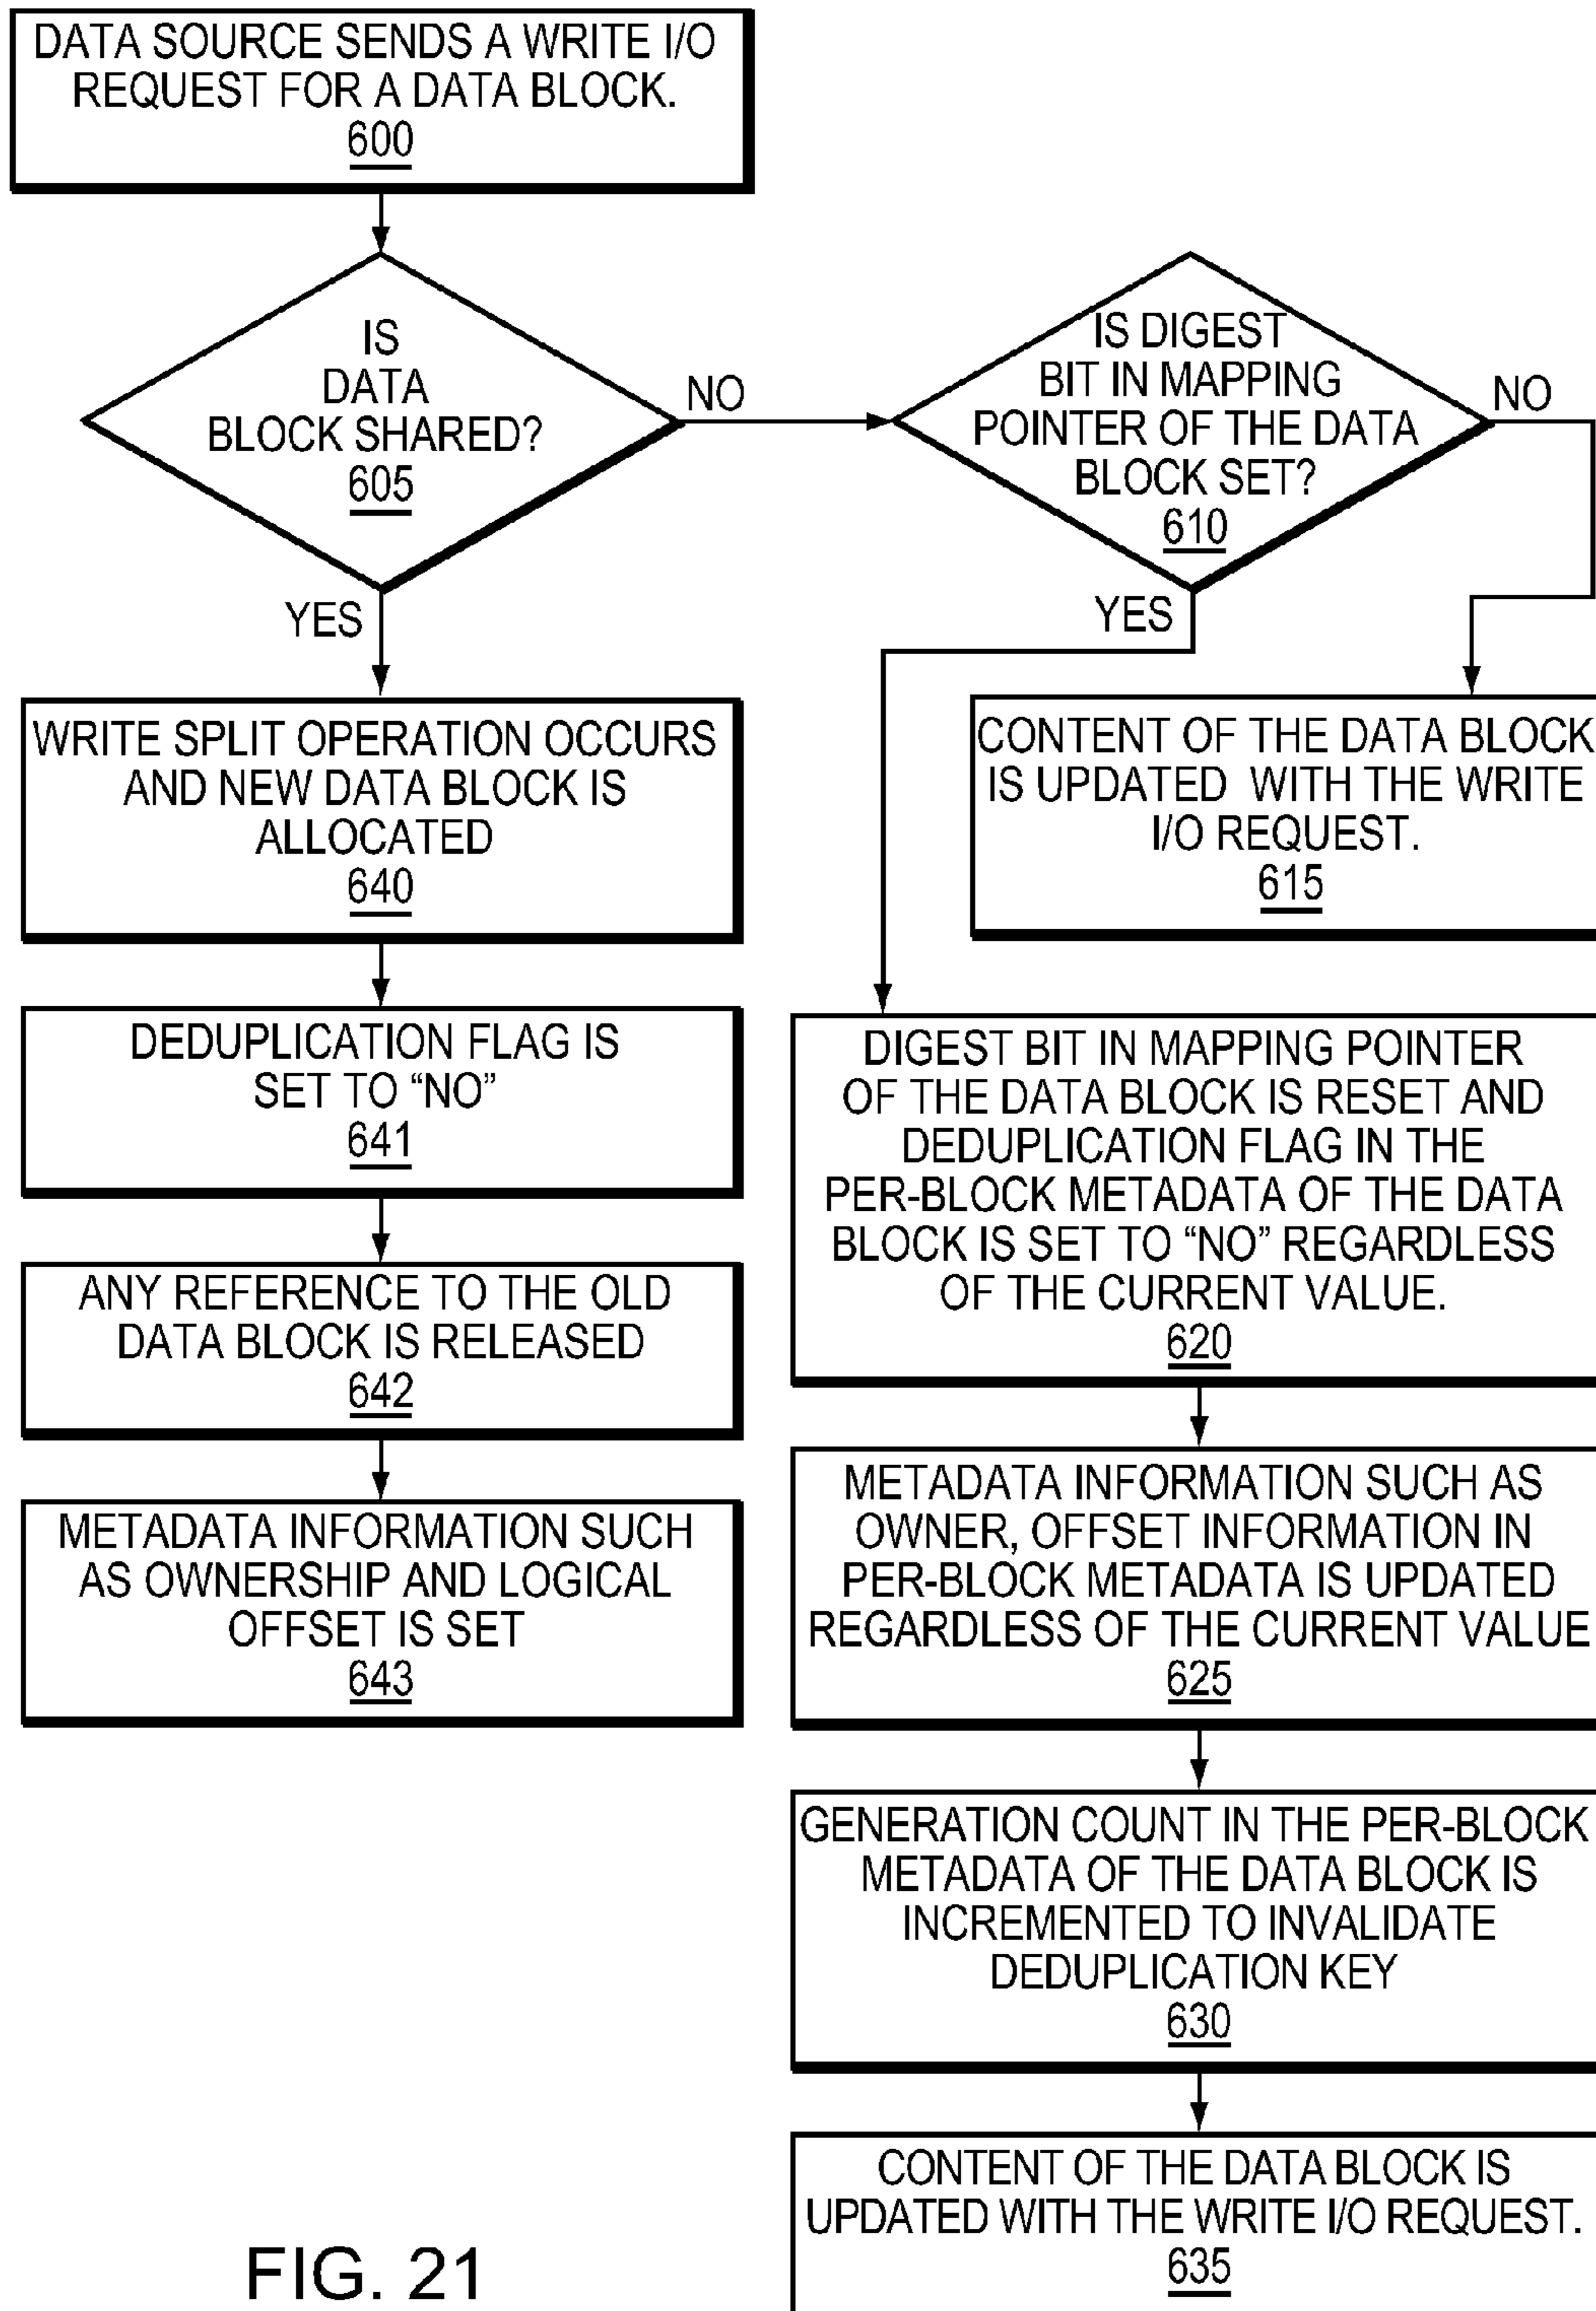 DATA SOURCE SENDS A WRITE I/O
REQUEST FOR A DATA BLOCK.
600
IS
DATA
BLOCK SHARED?
605
NO
YES
IS DIGEST
BIT IN MAPPING
POINTER OF THE DATA
BLOCK SET?
610
NO
YES
WRITE SPLIT OPERATION OCCURS
AND NEW DATA BLOCK IS
ALLOCATED
640
DEDUPLICATION FLAG IS
SET TO “NO”
641
ANY REFERENCE TO THE OLD
DATA BLOCK IS RELEASED
642
METADATA INFORMATION SUCH
AS OWNERSHIP AND LOGICAL
OFFSET IS SET
643
CONTENT OF THE DATA BLOCK
IS UPDATED WITH THE WRITE
I/O REQUEST.
615
DIGEST BIT IN MAPPING POINTER
OF THE DATA BLOCK IS RESET AND
DEDUPLICATION FLAG IN THE
PER-BLOCK METADATA OF THE DATA
BLOCK IS SET TO “NO” REGARDLESS
OF THE CURRENT VALUE.
620
METADATA INFORMATION SUCH AS
OWNER, OFFSET INFORMATION IN
PER-BLOCK METADATA IS UPDATED
REGARDLESS OF THE CURRENT VALUE
625
GENERATION COUNT IN THE PER-BLOCK
METADATA OF THE DATA BLOCK IS
INCREMENTED TO INVALIDATE
DEDUPLICATION KEY
630
CONTENT OF THE DATA BLOCK IS
UPDATED WITH THE WRITE I/O REQUEST.
635
FIG. 21